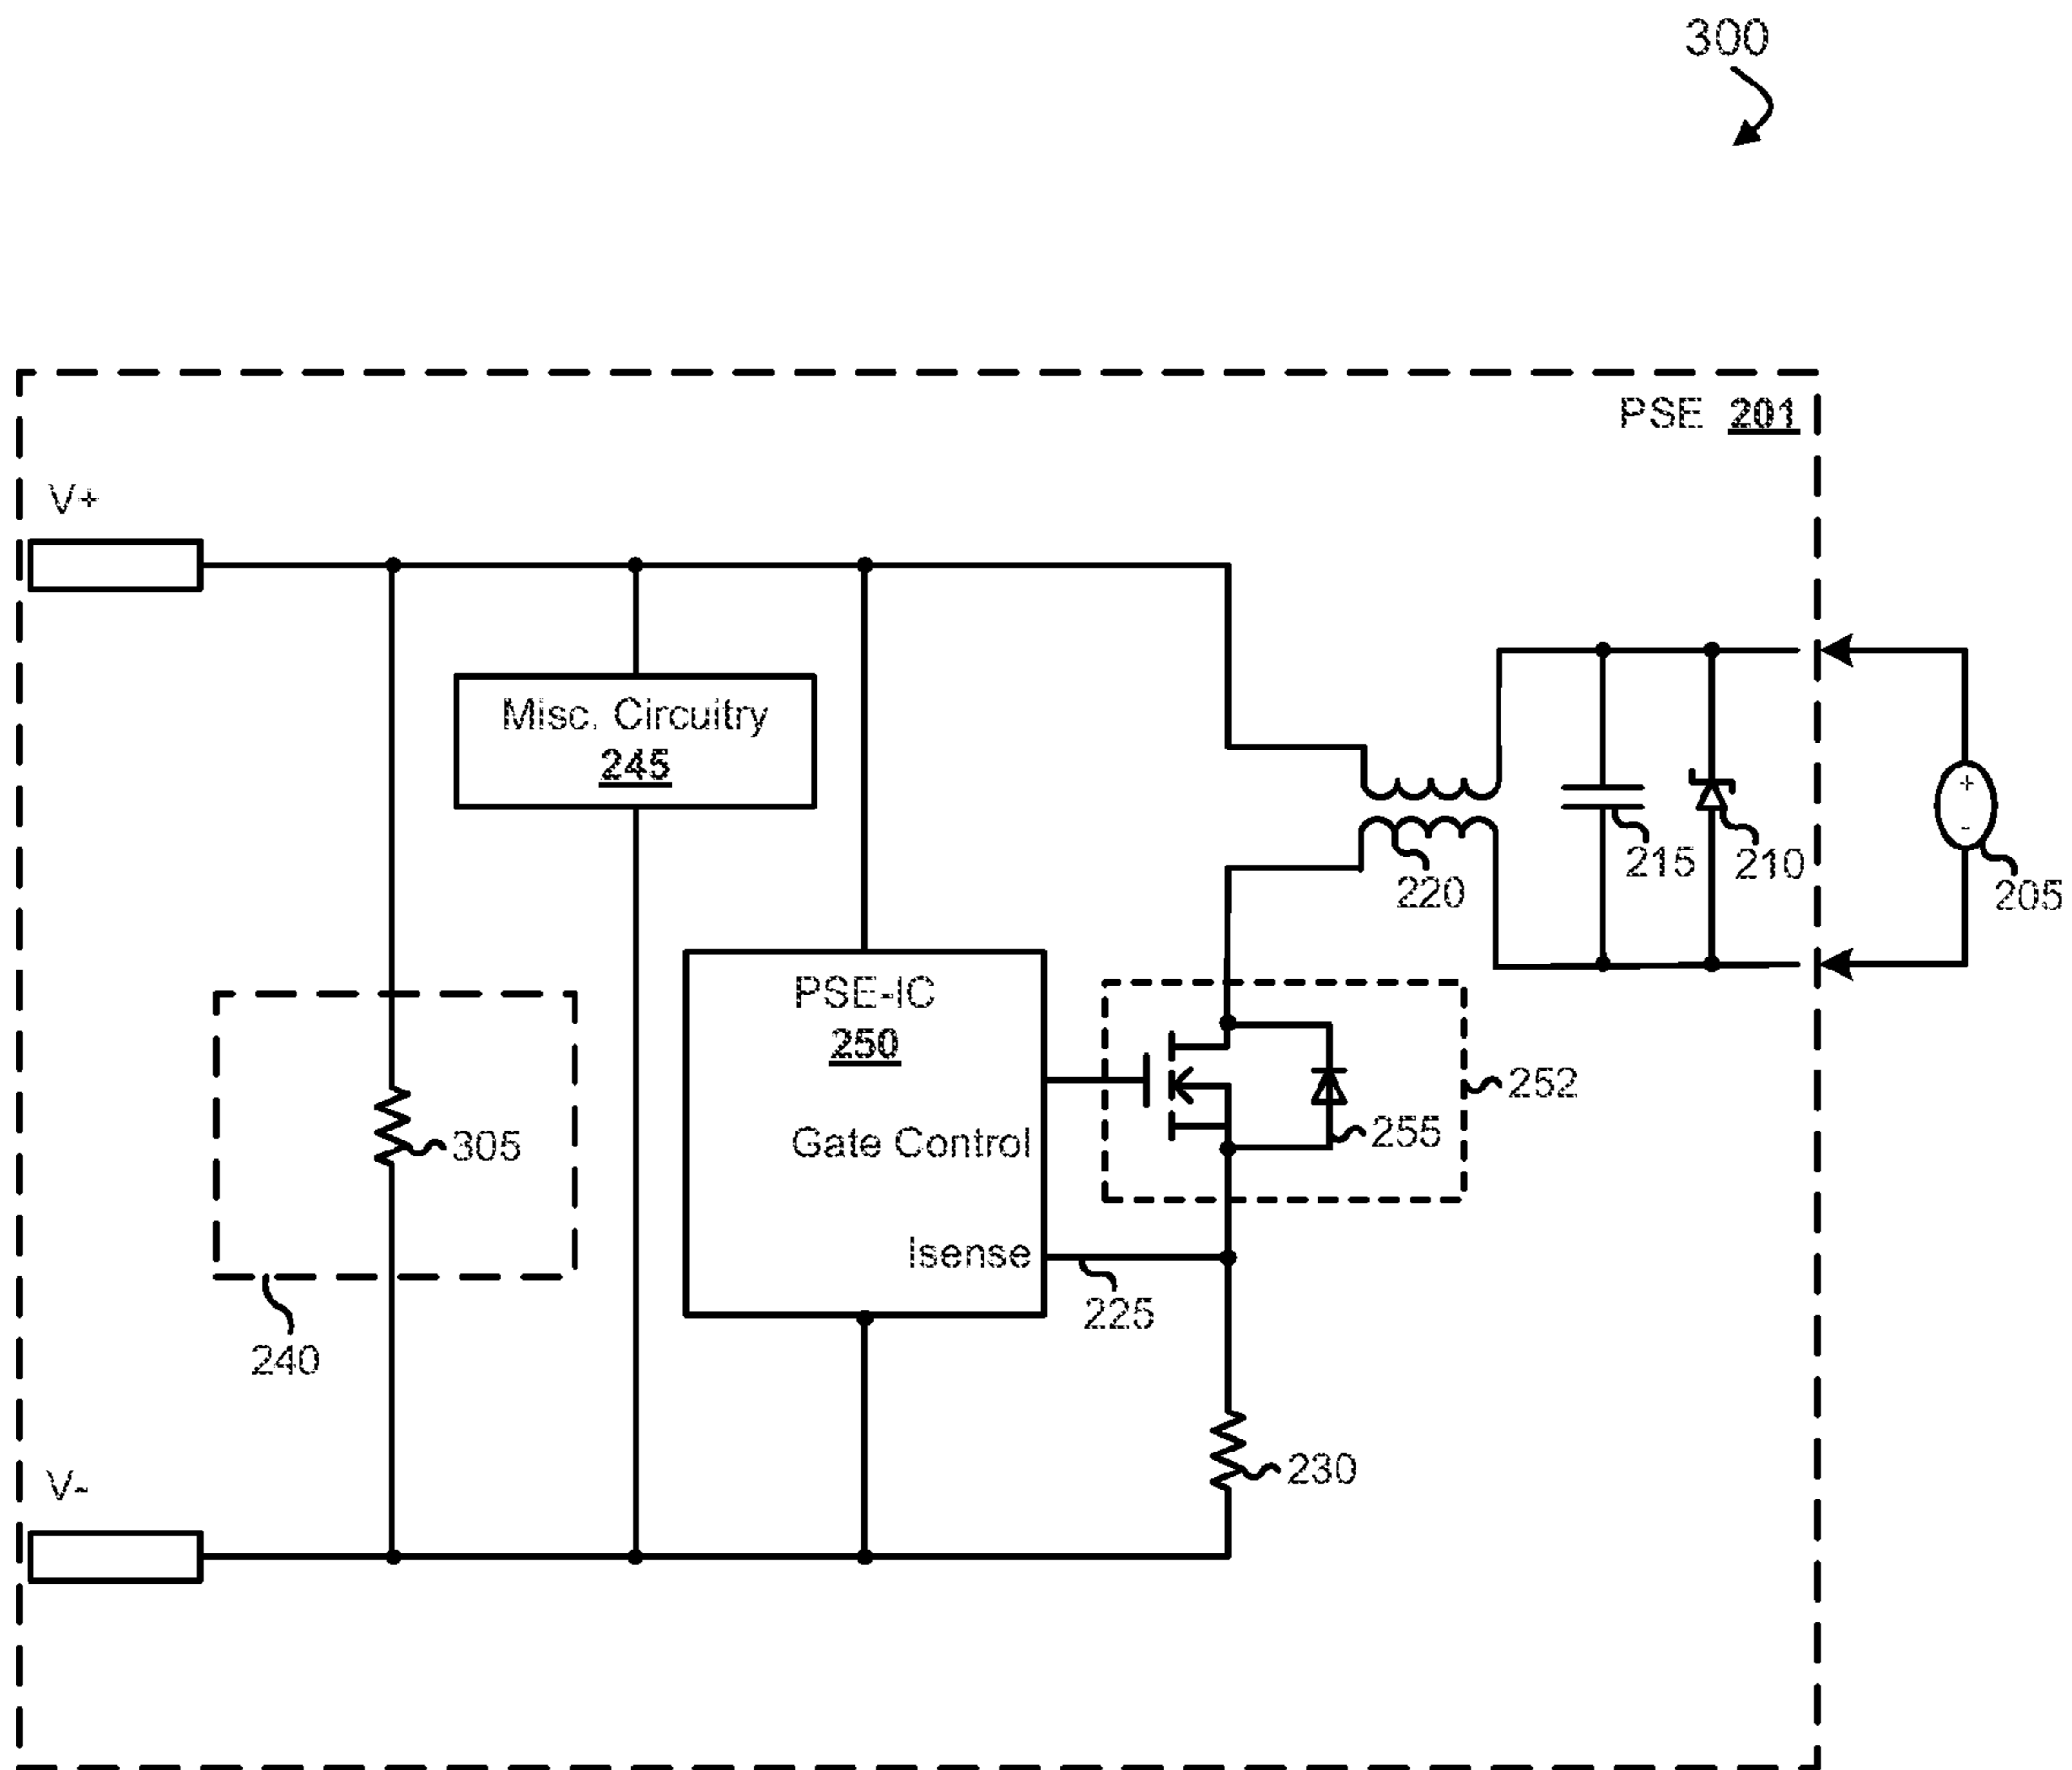 300
PSE 201
V+
Misc. Circuitry
245
+
-
215
210
220
205
PSE-IC
250
252
255
305
Gate Control
Isense
225
240
230
V-